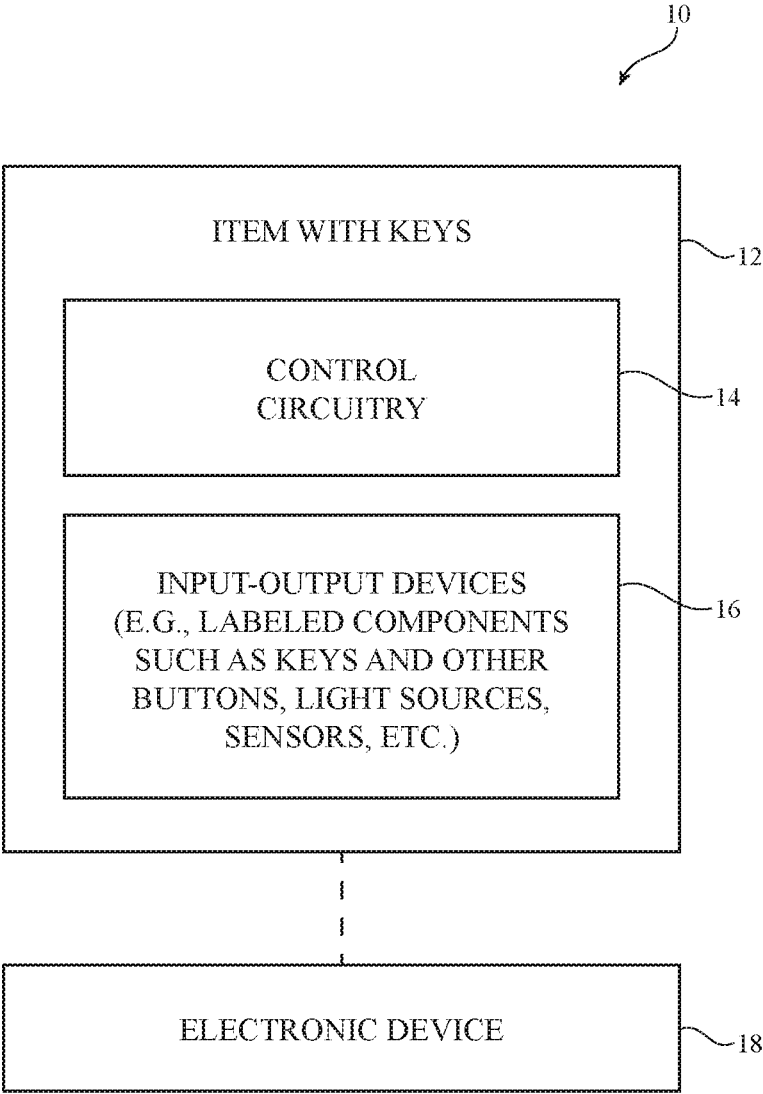 10
ITEM WITH KEYS
12
CONTROL
CIRCUITRY
14
INPUT-OUTPUT DEVICES
(E.G., LABELED COMPONENTS
SUCH AS KEYS AND OTHER
BUTTONS, LIGHT SOURCES,
SENSORS, ETC.)
16
ELECTRONIC DEVICE
18